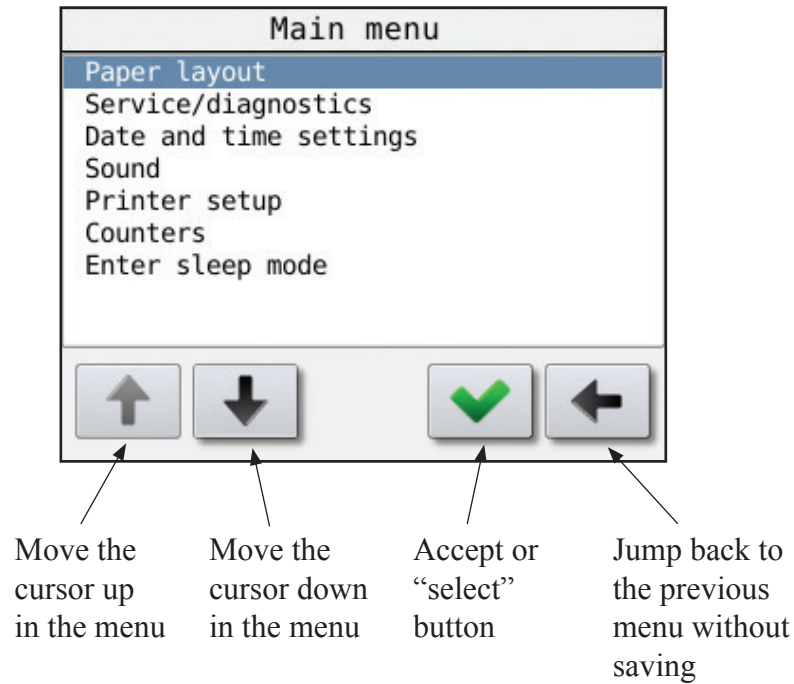 Main menu
Paper layout
Service/diagnostics
Date and time settings
Sound
Printer setup
Counters
Enter sleep mode
Move the
cursor up
in the menu
Move the
cursor down
in the menu
Accept or
“select”
button
Jump back to
the previous
menu without
saving